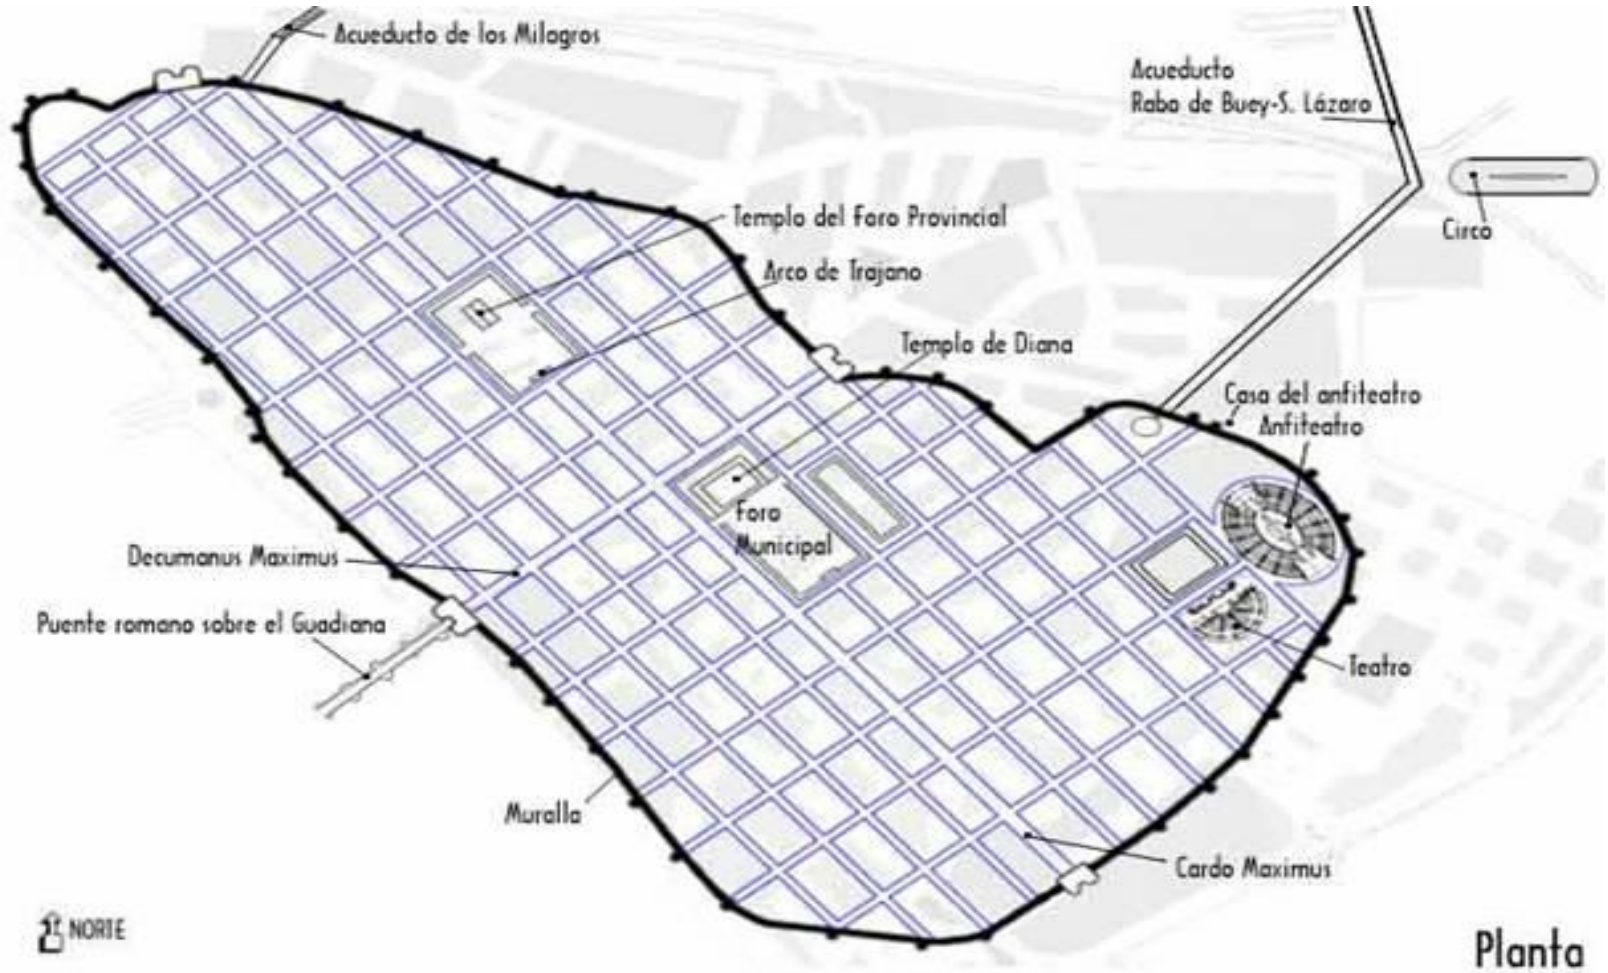 Acueducto de los Milagros
Acueducto
Rabo de Buey-S. Lázaro
Templo del Foro Provincial
Circo
Arco de Trajano
Templo de Diana
Casa del anfiteatro
Anfiteatro
Foro
Municipal
Decumanus Maximus
Puente romano sobre el Guadiana
Teatro
Muralla
Cardo Maximus
NORTE
Planta